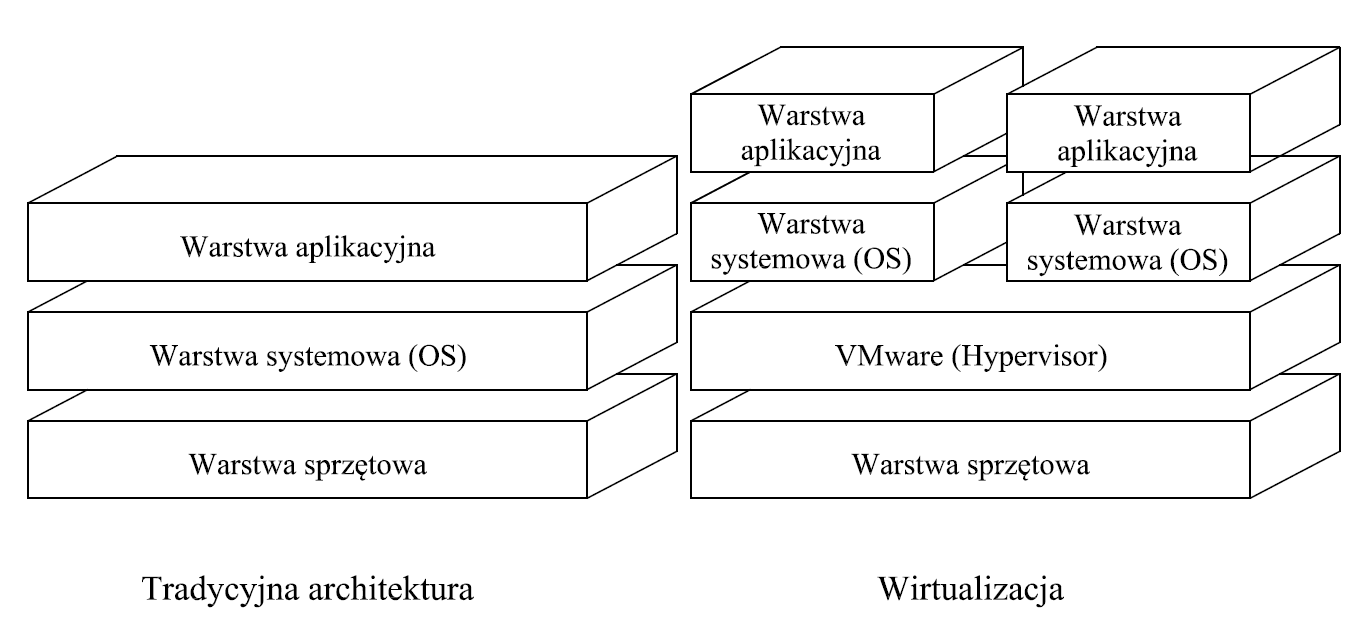 Warstwa aplikacyjna
Warstwa systemowa (OS)
Warstwa sprzętowa
Tradycyjna architektura
Warstwa
aplikacyjna
Warstwa
aplikacyjna
Warstwa
systemowa (OS)
Warstwa
systemowa (OS)
VMware (Hypervisor)
Warstwa sprzętowa
Wirtualizacja